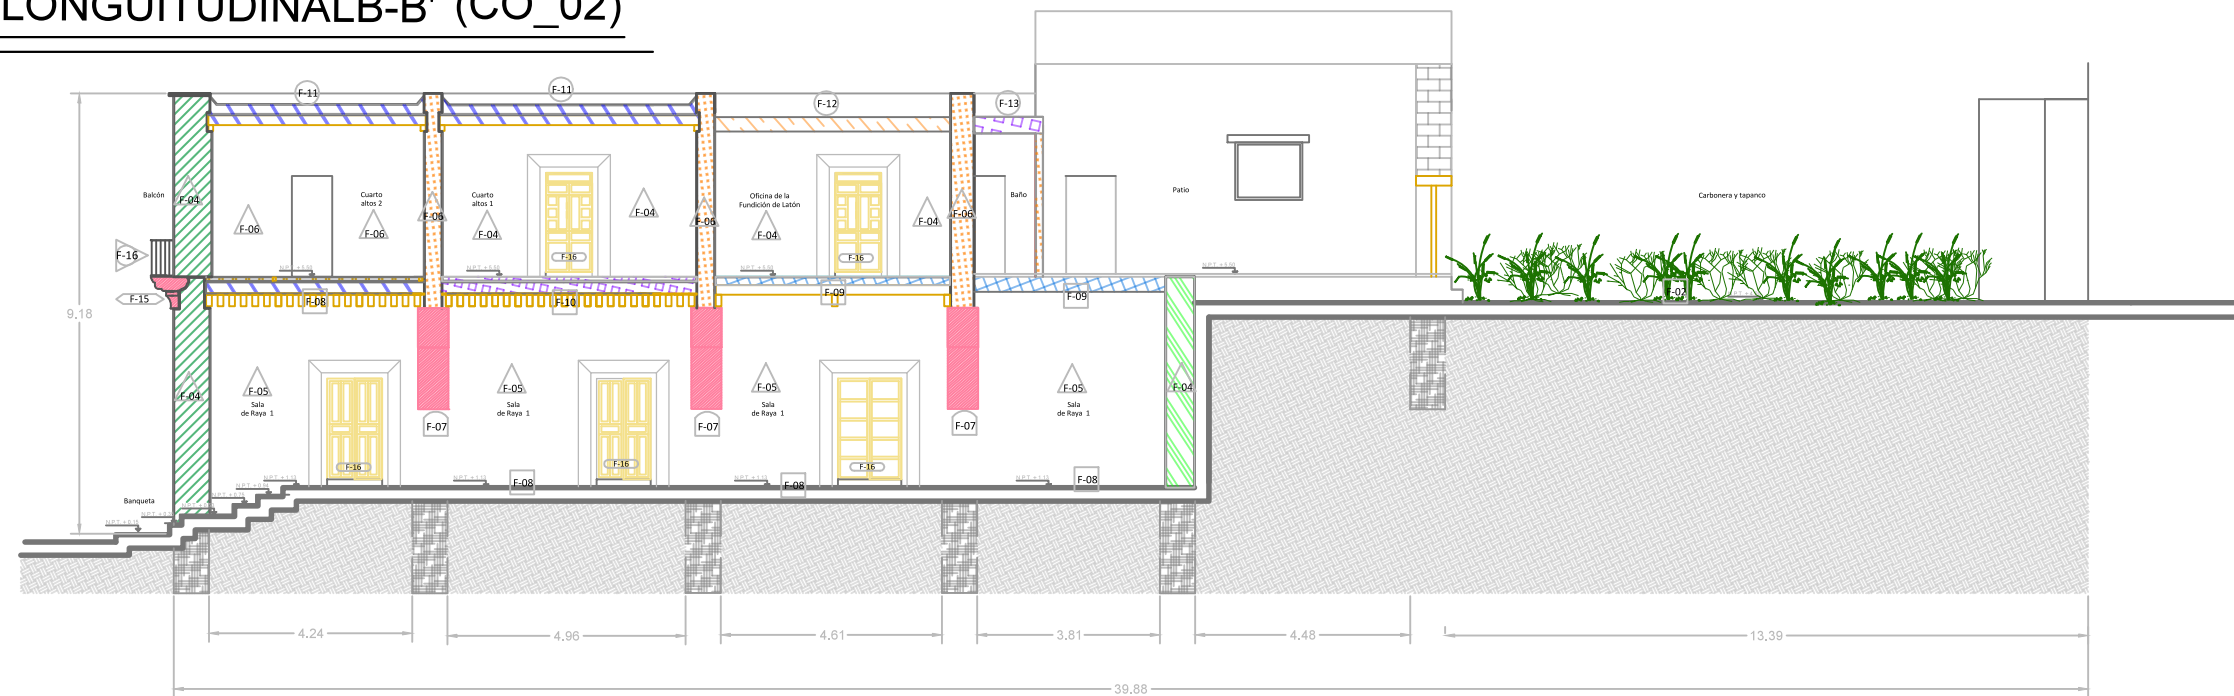 LONGUITUDINALB-B' (CO_02)
F-11
F-11
F-12
F-13
Balcón
F-04
F-06
Cuarto
altos 2
F-06
F-06
Cuarto
altos 1
F-04
F-04
F-06
Oficina de la
Fundición de Latón
F-04
F-04
F-06
Baño
Patio
Carbonera y tapanco
F-16
F-16
F-16
F-15
F-08
F-10
F-09
F-09
F-02
9.18
F-04
F-05
Sala
de Raya 1
F-07
F-05
Sala
de Raya 1
F-07
F-05
Sala
de Raya 1
F-07
F-05
Sala
de Raya 1
F-04
F-16
F-16
F-16
F-08
F-08
F-08
Banqueta
4.24
4.96
4.61
3.81
4.48
13.39
39.88